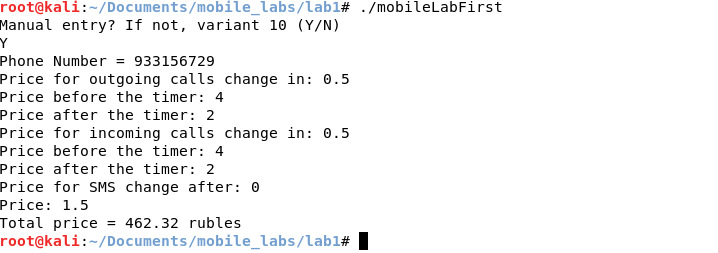 root@kali:~/Documents/mobile_labs/lab1# ./mobileLabFirst
Manual entry? If not, variant 10 (Y/N)
Y
Phone Number = 933156729
Price for outgoing calls change in: 0.5
Price before the timer: 4
Price after the timer: 2
Price for incoming calls change in: 0.5
Price before the timer: 4
Price after the timer: 2
Price for SMS change after: 0
Price: 1.5
Total price = 462.32 rubles
root@kali:~/Documents/mobile_labs/lab1#